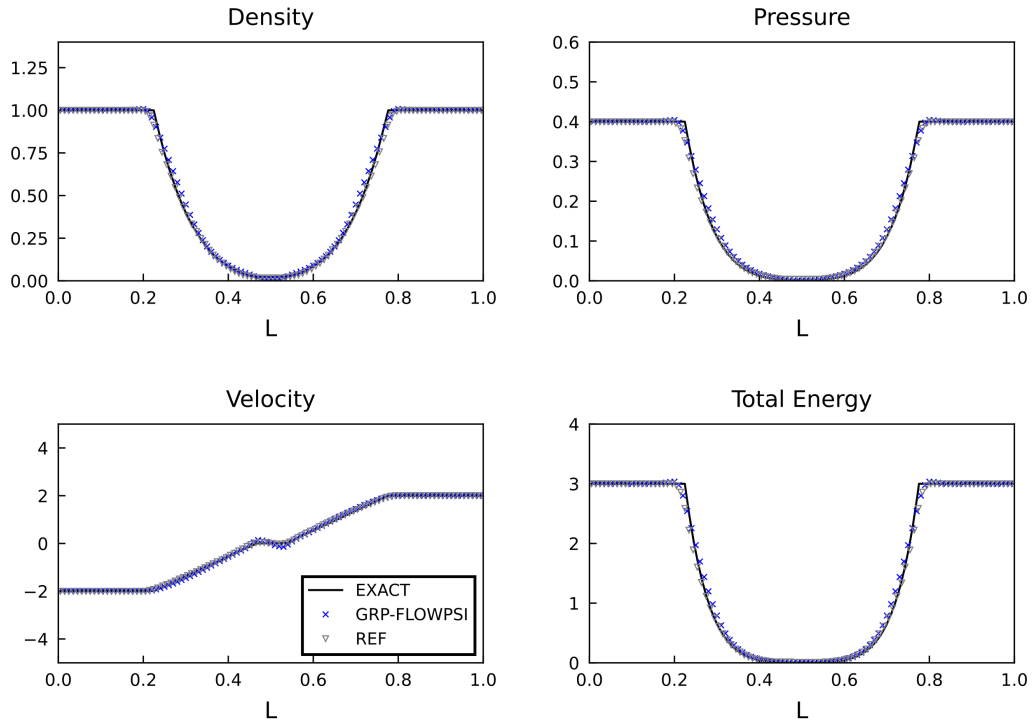 Density
1.25
1.00
0.75
0.50
0.25
0.00
0.0 0.2 0.4 0.6 0.8 1.0
L
Pressure
0.6
0.5
0.4
0.3
0.2
0.1
0.0
0.0 0.2 0.4 0.6 0.8 1.0
L
Velocity
4
2
0
−2
−4
EXACT
GRP-FLOWPSI
REF
0.0 0.2 0.4 0.6 0.8 1.0
L
Total Energy
4
3
2
1
0
0.0 0.2 0.4 0.6 0.8 1.0
L